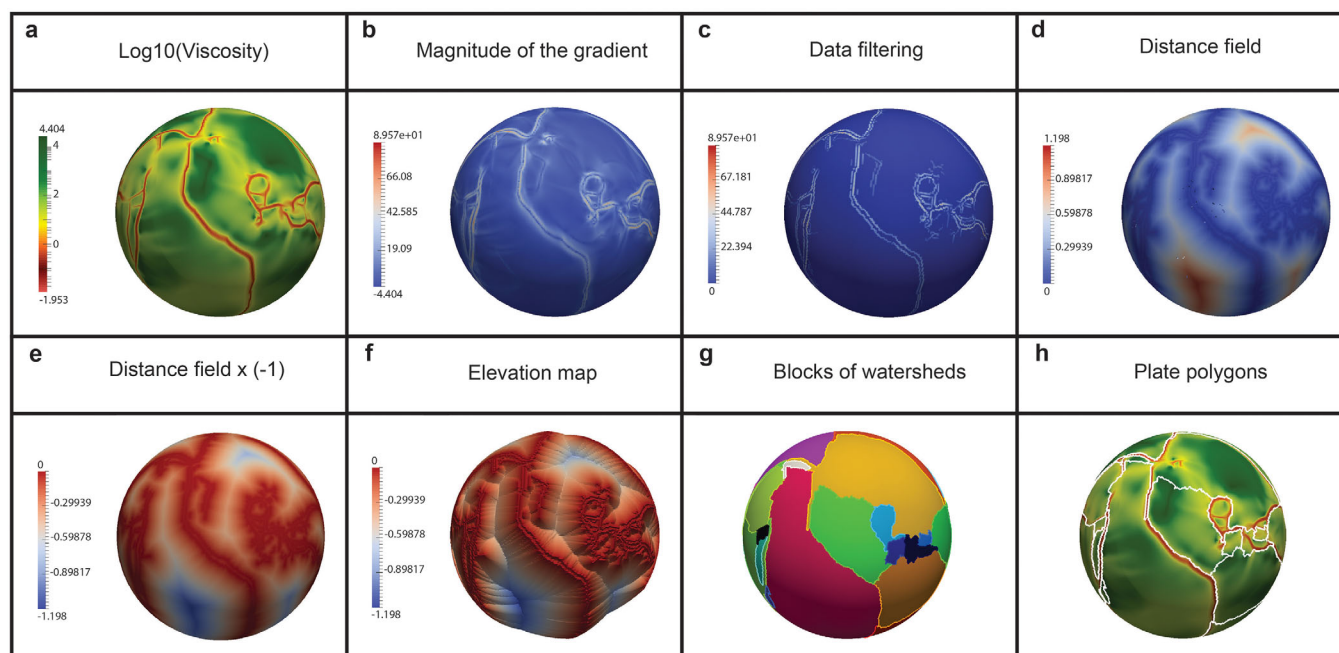 a
Log10(Viscosity)
b
Magnitude of the gradient
c
Data filtering
d
Distance field
4.404
4
2
0
-1.953
8.957e+01
66.08
42.585
19.09
-4.404
8.957e+01
67.181
44.787
22.394
0
1.198
0.89817
0.59878
0.29939
0
e
Distance field x (-1)
f
Elevation map
g
Blocks of watersheds
h
Plate polygons
0
-0.29939
-0.59878
-0.89817
-1.198
0
-0.29939
-0.59878
-0.89817
-1.198